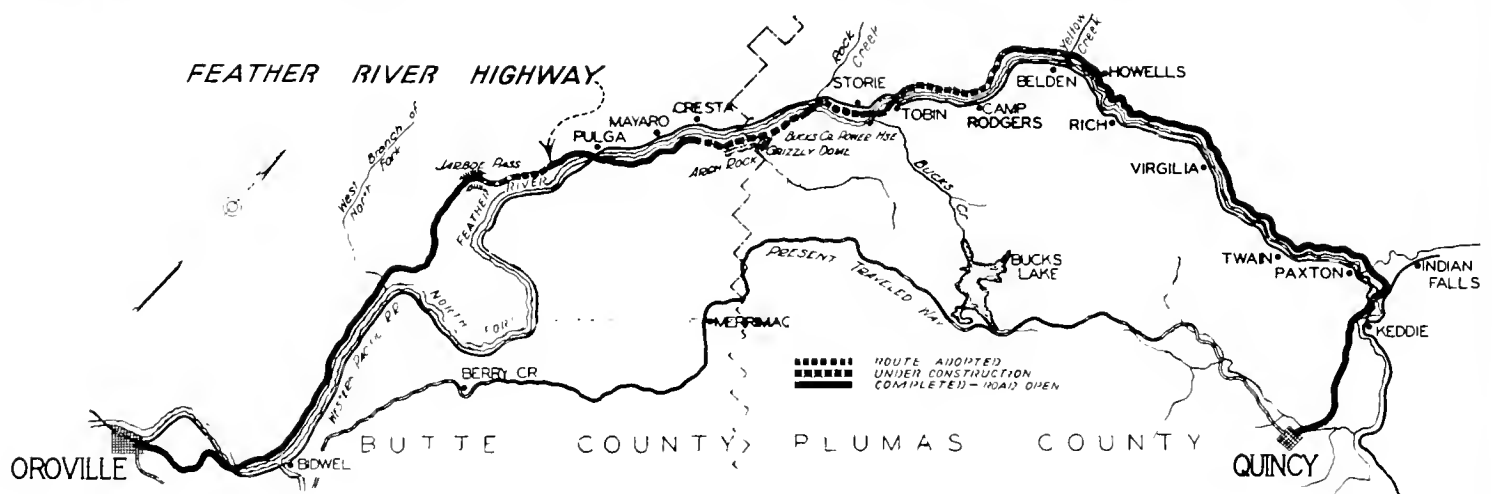 FEATHER RIVER HIGHWAY
West Branch of
North Fork
JARBOE PASS
FEATHER RIVER
PULGA
MAYARO
CRESTA
ARCH ROCK
GRIZZLY DOME
BUCKS CR. POWER HSE
ROCK CREEK
STORIE
TOBIN
CAMP RODGERS
BELDEN
Yellow Creek
HOWELLS
RICH
VIRGILIA
TWAIN
PAXTON
INDIAN FALLS
KEDDIE
BUCKS CR.
BUCKS LAKE
PRESENT TRAVELED WAY
MERRIMAC
NORTH FORK
WESTERN PACIFIC RR
BERRY CR
ROUTE ADOPTED
UNDER CONSTRUCTION
COMPLETED - ROAD OPEN
BUTTE COUNTY
PLUMAS COUNTY
OROVILLE
BIDWEL
QUINCY